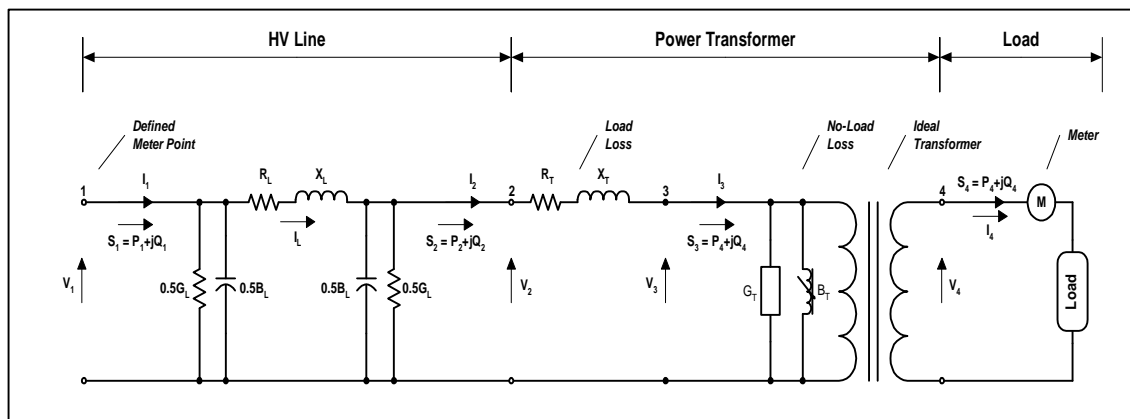 HV Line
Power Transformer
Load
Defined
Meter Point
Load
Loss
No-Load
Loss
Ideal
Transformer
Meter
1
I1
RL
XL
I2
2
RT
XT
3
I3
4
S4 = P4+jQ4
I4
M
S1 = P1+jQ1
IL
S2 = P2+jQ2
S3 = P4+jQ4
V1
0.5GL
0.5BL
0.5BL
0.5GL
V2
V3
GT
BT
V4
Load